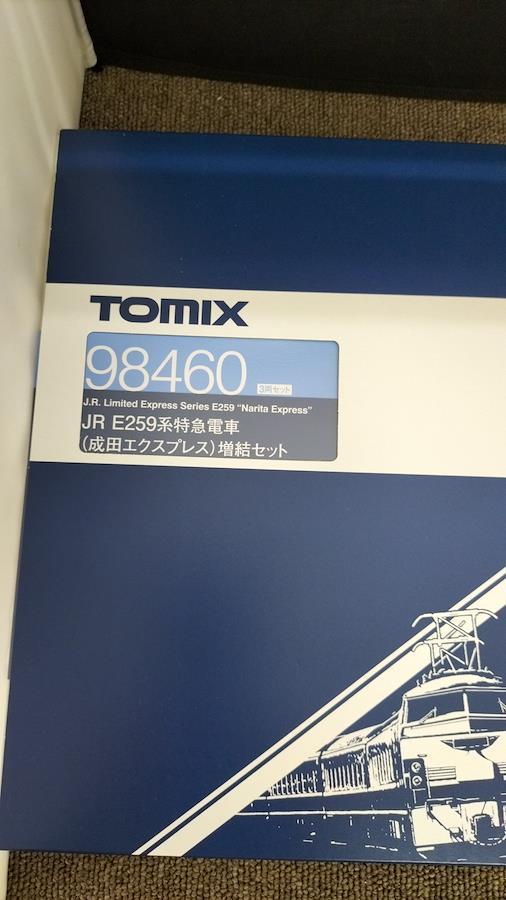 TOMIX
98460 3両セット
J.R. Limited Express Series E259 "Narita Express"
JR E259系特急電車
(成田エクスプレス)増結セット